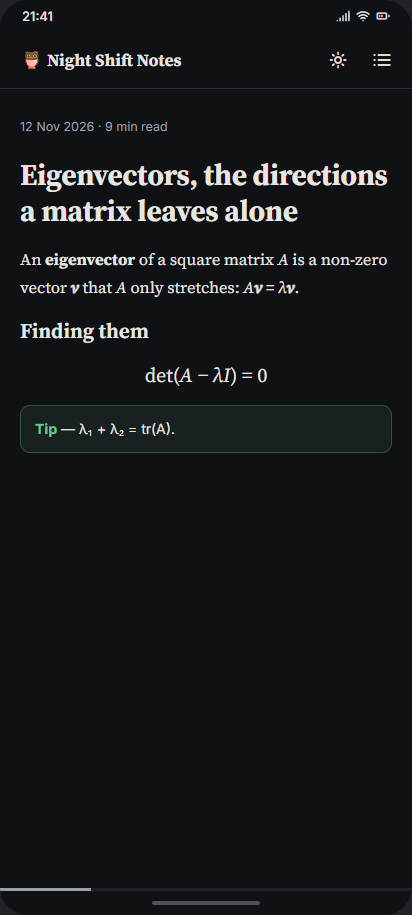 21:41
🦉 Night Shift Notes
12 Nov 2026 · 9 min read
Eigenvectors, the directions
a matrix leaves alone
An eigenvector of a square matrix A is a non-zero
vector v that A only stretches: Av = λv.
Finding them
det(A − λI) = 0
Tip — λ₁ + λ₂ = tr(A).